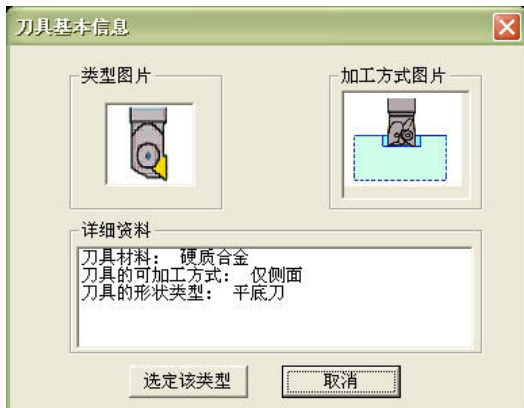 刀具基本信息
类型图片
加工方式图片
详细资料
刀具材料： 硬质合金
刀具的可加工方式： 仅侧面
刀具的形状类型： 平底刀
选定该类型
取消